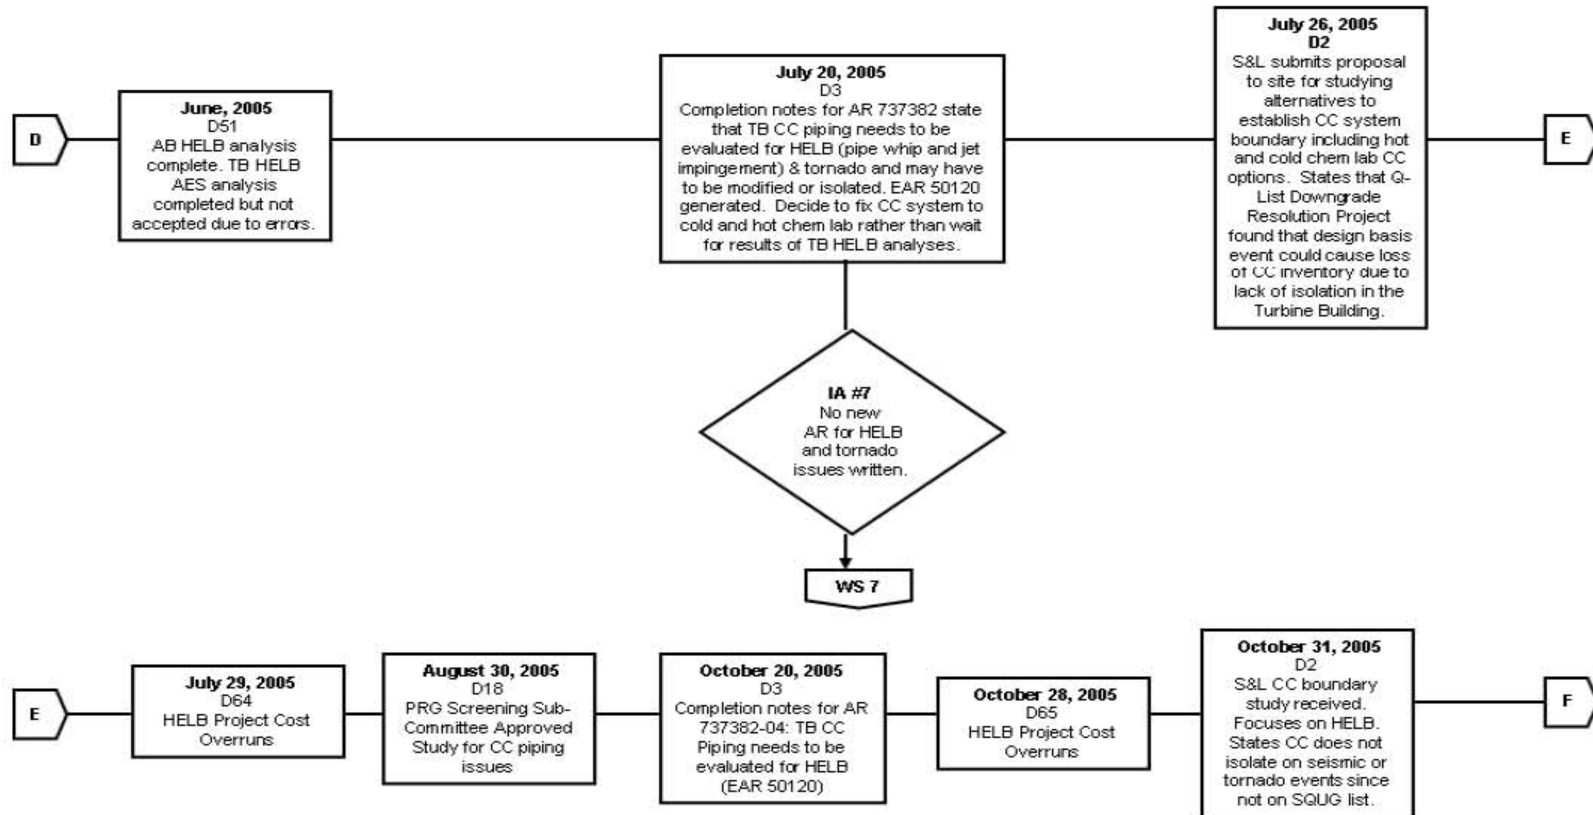 D
June, 2005
D51
AB HELB analysis
complete. TB HELB
AES analysis
completed but not
accepted due to errors.
July 20, 2005
D3
Completion notes for AR 737382 state
that TB CC piping needs to be
evaluated for HELB (pipe whip and jet
impingement) & tornado and may have
to be modified or isolated. EAR 50120
generated. Decide to fix CC system to
cold and hot chem lab rather than wait
for results of TB HELB analyses.
July 26, 2005
D2
S&L submits proposal
to site for studying
alternatives to
establish CC system
boundary including hot
and cold chem lab CC
options. States that Q-
List Downgrade
Resolution Project
found that design basis
event could cause loss
of CC inventory due to
lack of isolation in the
Turbine Building.
E
IA #7
No new
AR for HELB
and tornado
issues written.
WS 7
E
July 29, 2005
D64
HELB Project Cost
Overruns
August 30, 2005
D18
PRG Screening Sub-
Committee Approved
Study for CC piping
issues
October 20, 2005
D3
Completion notes for AR
737382-04: TB CC
Piping needs to be
evaluated for HELB
(EAR 50120)
October 28, 2005
D65
HELB Project Cost
Overruns
October 31, 2005
D2
S&L CC boundary
study received.
Focuses on HELB.
States CC does not
isolate on seismic or
tornado events since
not on SQUG list.
F